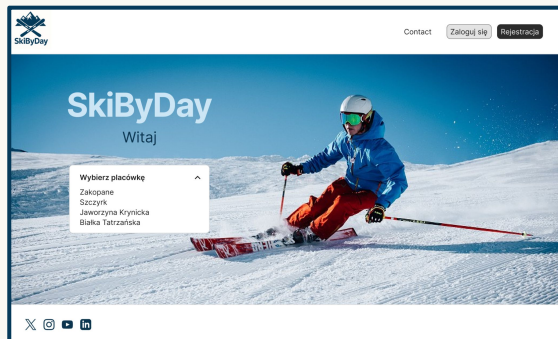 SkiByDay
Contact
Zaloguj się
Rejestracja
SkiByDay
Witaj
Wybierz placówkę
Zakopane
Szczyrk
Jaworzyna Krynicka
Białka Tatrzańska